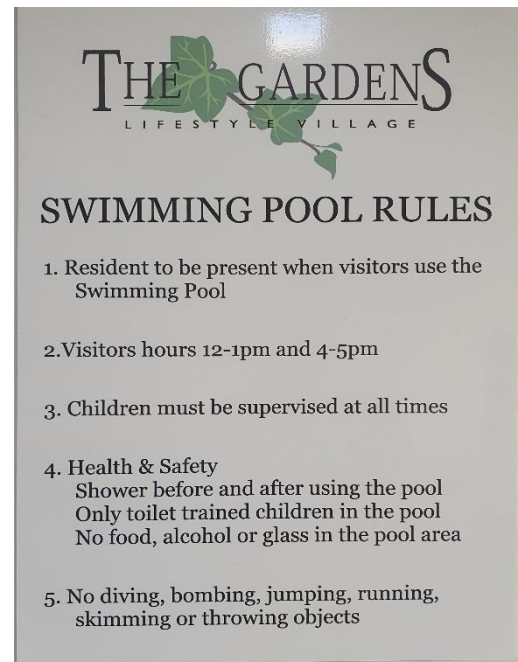 THE GARDENS
LIFESTYLE VILLAGE
SWIMMING POOL RULES
1. Resident to be present when visitors use the
Swimming Pool
2.Visitors hours 12-1pm and 4-5pm
3. Children must be supervised at all times
4. Health & Safety
Shower before and after using the pool
Only toilet trained children in the pool
No food, alcohol or glass in the pool area
5. No diving, bombing, jumping, running,
skimming or throwing objects